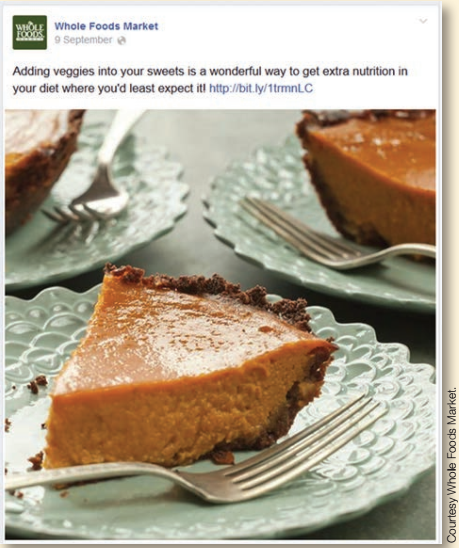 WHOLE
FOODS
MARKET
Whole Foods Market
9 September
Adding veggies into your sweets is a wonderful way to get extra nutrition in
your diet where you'd least expect it! http://bit.ly/1trmnLC
Courtesy Whole Foods Market.